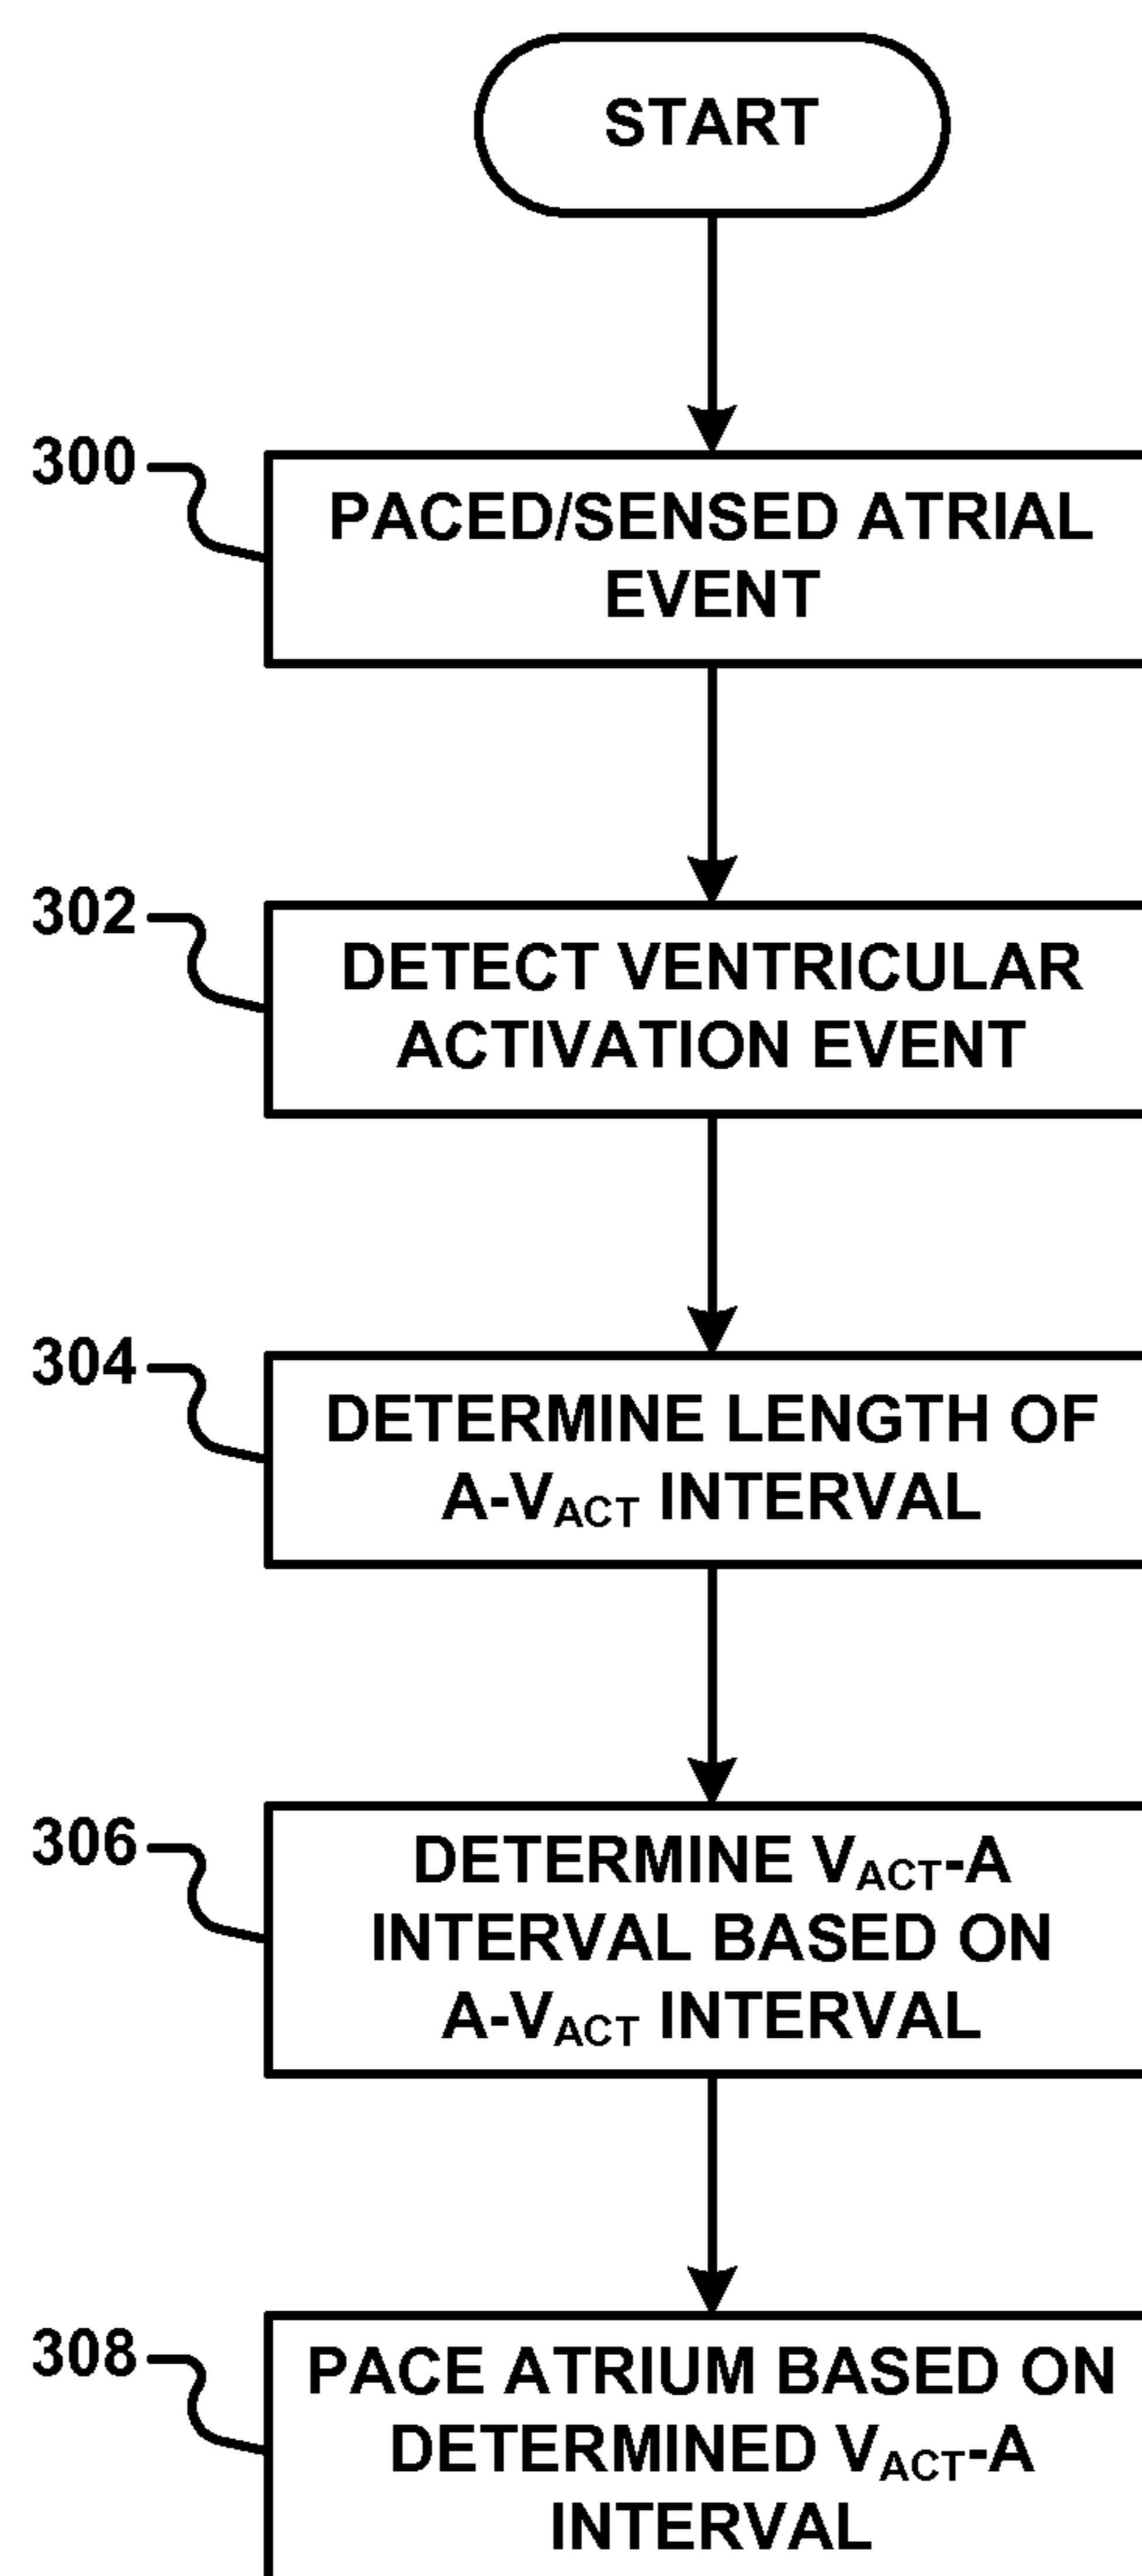 START
300
PACED/SENSED ATRIAL
EVENT
302
DETECT VENTRICULAR
ACTIVATION EVENT
304
DETERMINE LENGTH OF
A-VACT INTERVAL
306
DETERMINE VACT-A
INTERVAL BASED ON
A-VACT INTERVAL
308
PACE ATRIUM BASED ON
DETERMINED VACT-A
INTERVAL